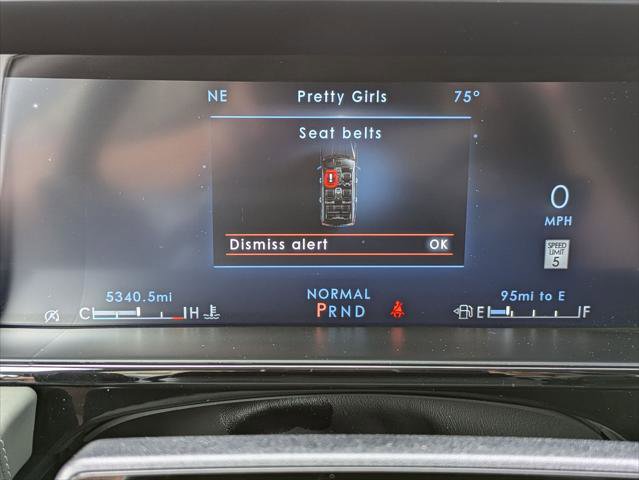 NE Pretty Girls 75°
Seat belts
!
0
MPH
Dismiss alert OK
SPEED
LIMIT
5
5340.5mi NORMAL 95mi to E
C H PRND E F